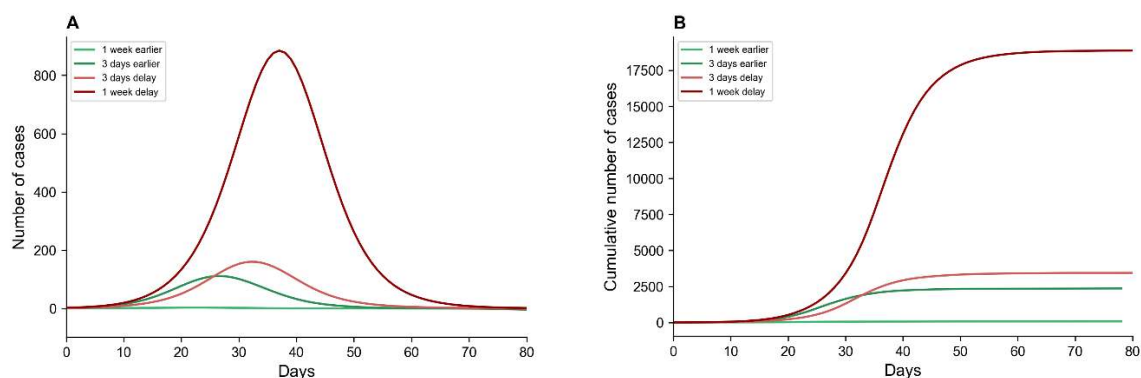 A
1 week earlier
3 days earlier
3 days delay
1 week delay
800
600
400
200
0
Number of cases
0 10 20 30 40 50 60 70 80
Days
B
1 week earlier
3 days earlier
3 days delay
1 week delay
17500
15000
12500
10000
7500
5000
2500
0
Cumulative number of cases
0 10 20 30 40 50 60 70 80
Days